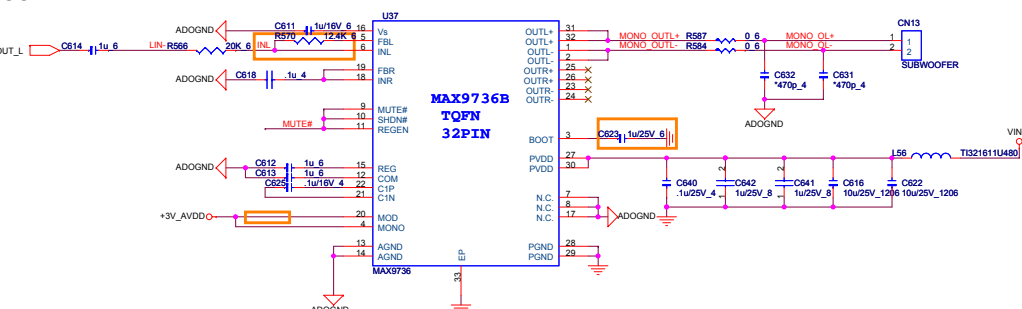 U37
MAX9736B
TQFN
32PIN
MAX9736
OUT_L
C614 1u_6
LIN- R566 20K_6 INL
ADOGND
C611 1u/16V_6
R570 12.4K_6
16 Vs
5 FBL
6 INL
ADOGND
C618 .1u_4
19 FBR
18 INR
9 MUTE#
10 SHDN#
11 REGEN
MUTE#
ADOGND
C612 1u_6
C613 1u_6
C625 .1u/16V_4
15 REG
12 COM
22 C1P
21 C1N
+3V_AVDD
20 MOD
4 MONO
13 AGND
14 AGND
ADOGND
EP
33
OUTL+ 31
OUTL+ 32
OUTL- 1
OUTL- 2
OUTR+ 25
OUTR+ 26
OUTR- 23
OUTR- 24
MONO_OUTL+ R587 0_6 MONO_OL+
MONO_OUTL- R584 0_6 MONO_OL-
CN13
1 1
2 2
SUBWOOFER
C632
*470p_4
C631
*470p_4
ADOGND
BOOT 3
C623 1u/25V_6
PVDD 27
PVDD 30
L56 TI321611U480
VIN
C640
.1u/25V_4
C642
1u/25V_8
1
2
C641
1u/25V_8
1
2
C616
10u/25V_1206
C622
10u/25V_1206
N.C. 7
N.C. 8
N.C. 17
ADOGND
PGND 28
PGND 29